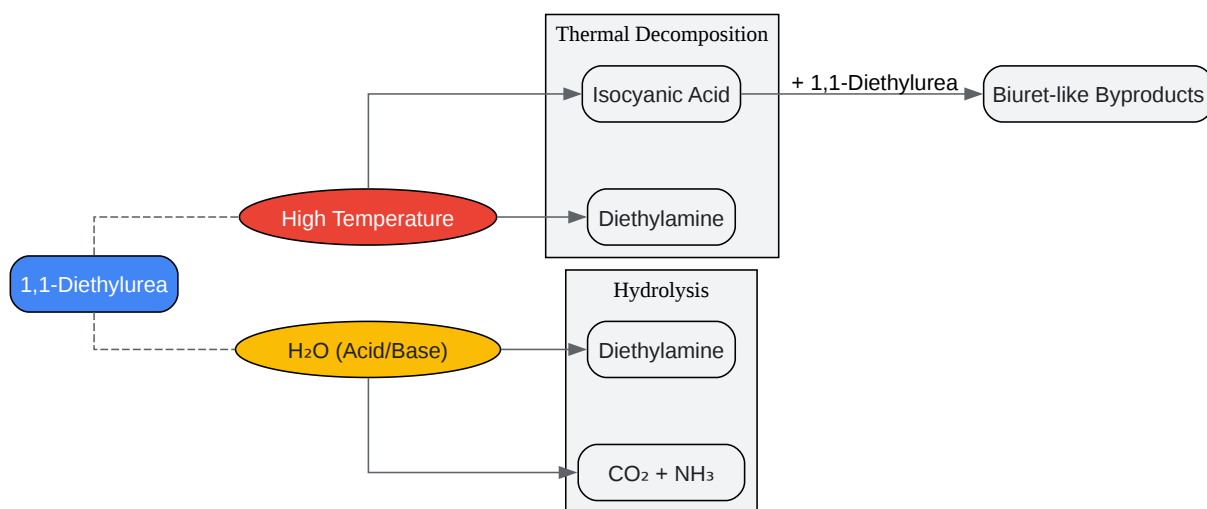 Thermal Decomposition
Isocyanic Acid
+ 1,1-Diethylurea
Biuret-like Byproducts
High Temperature
Diethylamine
1,1-Diethylurea
Hydrolysis
H₂O (Acid/Base)
Diethylamine
CO₂ + NH₃